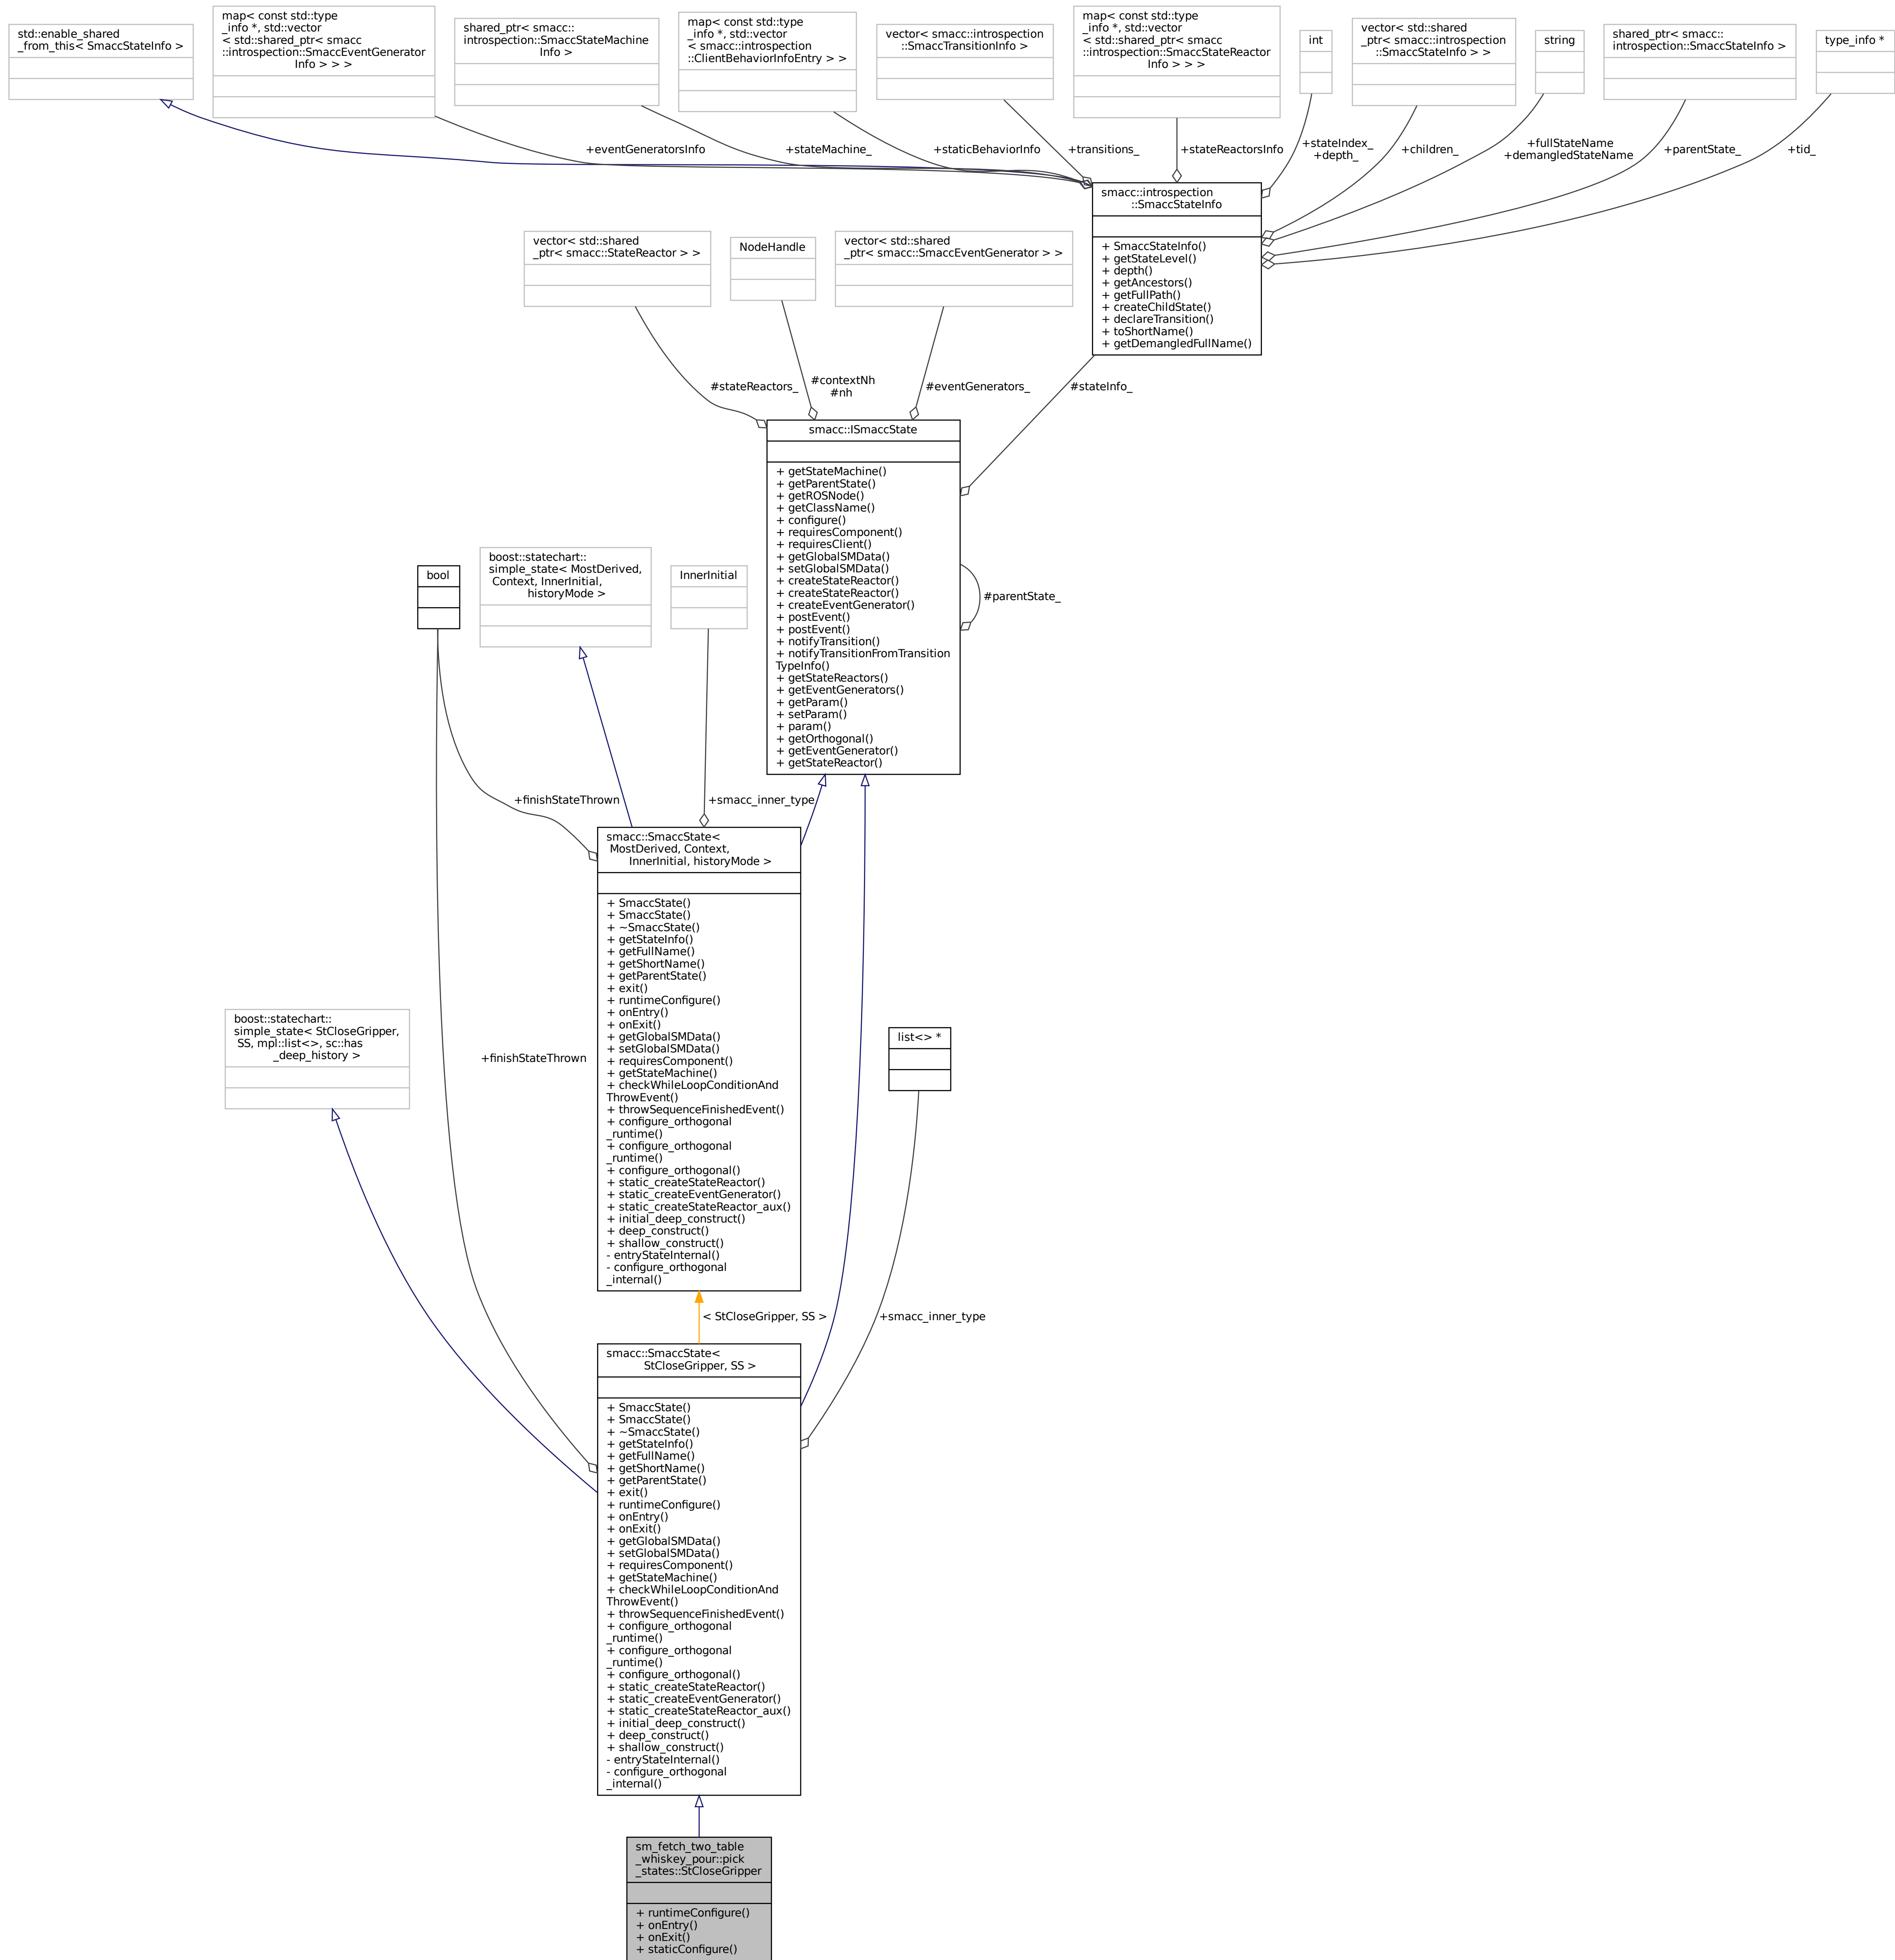 std::enable_shared
_from_this< SmaccStateInfo >
map< const std::type
_info *, std::vector
< std::shared_ptr< smacc
::introspection::SmaccEventGenerator
Info > > >
shared_ptr< smacc::
introspection::SmaccStateMachine
Info >
map< const std::type
_info *, std::vector
< smacc::introspection
::ClientBehaviorInfoEntry > >
vector< smacc::introspection
::SmaccTransitionInfo >
map< const std::type
_info *, std::vector
< std::shared_ptr< smacc
::introspection::SmaccStateReactor
Info > > >
int
vector< std::shared
_ptr< smacc::introspection
::SmaccStateInfo > >
string
shared_ptr< smacc::
introspection::SmaccStateInfo >
type_info *
+eventGeneratorsInfo
+stateMachine_
+staticBehaviorInfo
+transitions_
+stateReactorsInfo
+stateIndex_
+depth_
+children_
+fullStateName
+demangledStateName
+parentState_
+tid_
smacc::introspection
::SmaccStateInfo
+ SmaccStateInfo()
+ getStateLevel()
+ depth()
+ getAncestors()
+ getFullPath()
+ createChildState()
+ declareTransition()
+ toShortName()
+ getDemangledFullName()
vector< std::shared
_ptr< smacc::StateReactor > >
NodeHandle
vector< std::shared
_ptr< smacc::SmaccEventGenerator > >
#stateReactors_
#contextNh
#nh
#eventGenerators_
#stateInfo_
smacc::ISmaccState
+ getStateMachine()
+ getParentState()
+ getROSNode()
+ getClassName()
+ configure()
+ requiresComponent()
+ requiresClient()
+ getGlobalSMData()
+ setGlobalSMData()
+ createStateReactor()
+ createStateReactor()
+ createEventGenerator()
+ postEvent()
+ postEvent()
+ notifyTransition()
+ notifyTransitionFromTransition
TypeInfo()
+ getStateReactors()
+ getEventGenerators()
+ getParam()
+ setParam()
+ param()
+ getOrthogonal()
+ getEventGenerator()
+ getStateReactor()
#parentState_
bool
boost::statechart::
simple_state< MostDerived,
Context, InnerInitial,
historyMode >
InnerInitial
+finishStateThrown
+smacc_inner_type
smacc::SmaccState<
MostDerived, Context,
InnerInitial, historyMode >
+ SmaccState()
+ SmaccState()
+ ~SmaccState()
+ getStateInfo()
+ getFullName()
+ getShortName()
+ getParentState()
+ exit()
+ runtimeConfigure()
+ onEntry()
+ onExit()
+ getGlobalSMData()
+ setGlobalSMData()
+ requiresComponent()
+ getStateMachine()
+ checkWhileLoopConditionAnd
ThrowEvent()
+ throwSequenceFinishedEvent()
+ configure_orthogonal
_runtime()
+ configure_orthogonal
_runtime()
+ configure_orthogonal()
+ static_createStateReactor()
+ static_createEventGenerator()
+ static_createStateReactor_aux()
+ initial_deep_construct()
+ deep_construct()
+ shallow_construct()
- entryStateInternal()
- configure_orthogonal
_internal()
boost::statechart::
simple_state< StCloseGripper,
SS, mpl::list<>, sc::has
_deep_history >
+finishStateThrown
list<> *
< StCloseGripper, SS >
+smacc_inner_type
smacc::SmaccState<
StCloseGripper, SS >
+ SmaccState()
+ SmaccState()
+ ~SmaccState()
+ getStateInfo()
+ getFullName()
+ getShortName()
+ getParentState()
+ exit()
+ runtimeConfigure()
+ onEntry()
+ onExit()
+ getGlobalSMData()
+ setGlobalSMData()
+ requiresComponent()
+ getStateMachine()
+ checkWhileLoopConditionAnd
ThrowEvent()
+ throwSequenceFinishedEvent()
+ configure_orthogonal
_runtime()
+ configure_orthogonal
_runtime()
+ configure_orthogonal()
+ static_createStateReactor()
+ static_createEventGenerator()
+ static_createStateReactor_aux()
+ initial_deep_construct()
+ deep_construct()
+ shallow_construct()
- entryStateInternal()
- configure_orthogonal
_internal()
sm_fetch_two_table
_whiskey_pour::pick
_states::StCloseGripper
+ runtimeConfigure()
+ onEntry()
+ onExit()
+ staticConfigure()